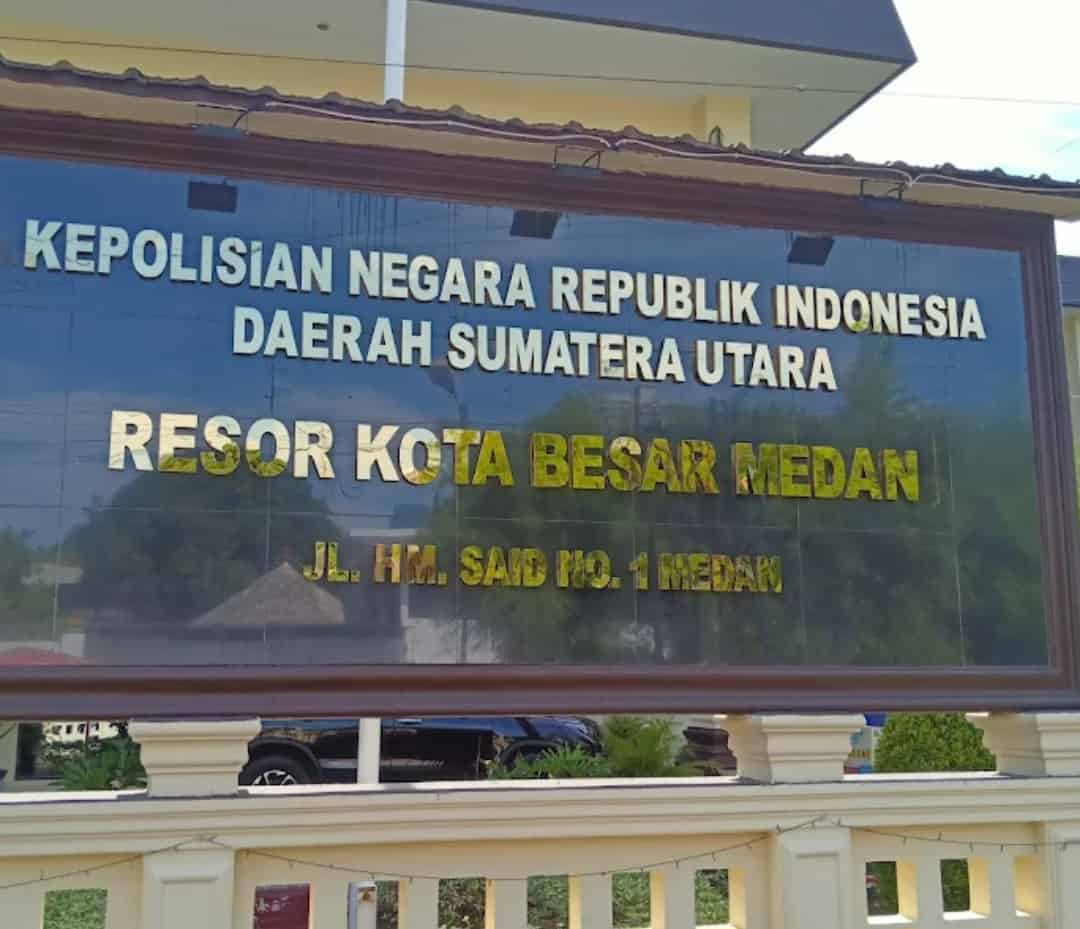 KEPOLISIAN NEGARA REPUBLIK INDONESIA
DAERAH SUMATERA UTARA
RESOR KOTA BESAR MEDAN
JL. HM. SAID NO. 1 MEDAN